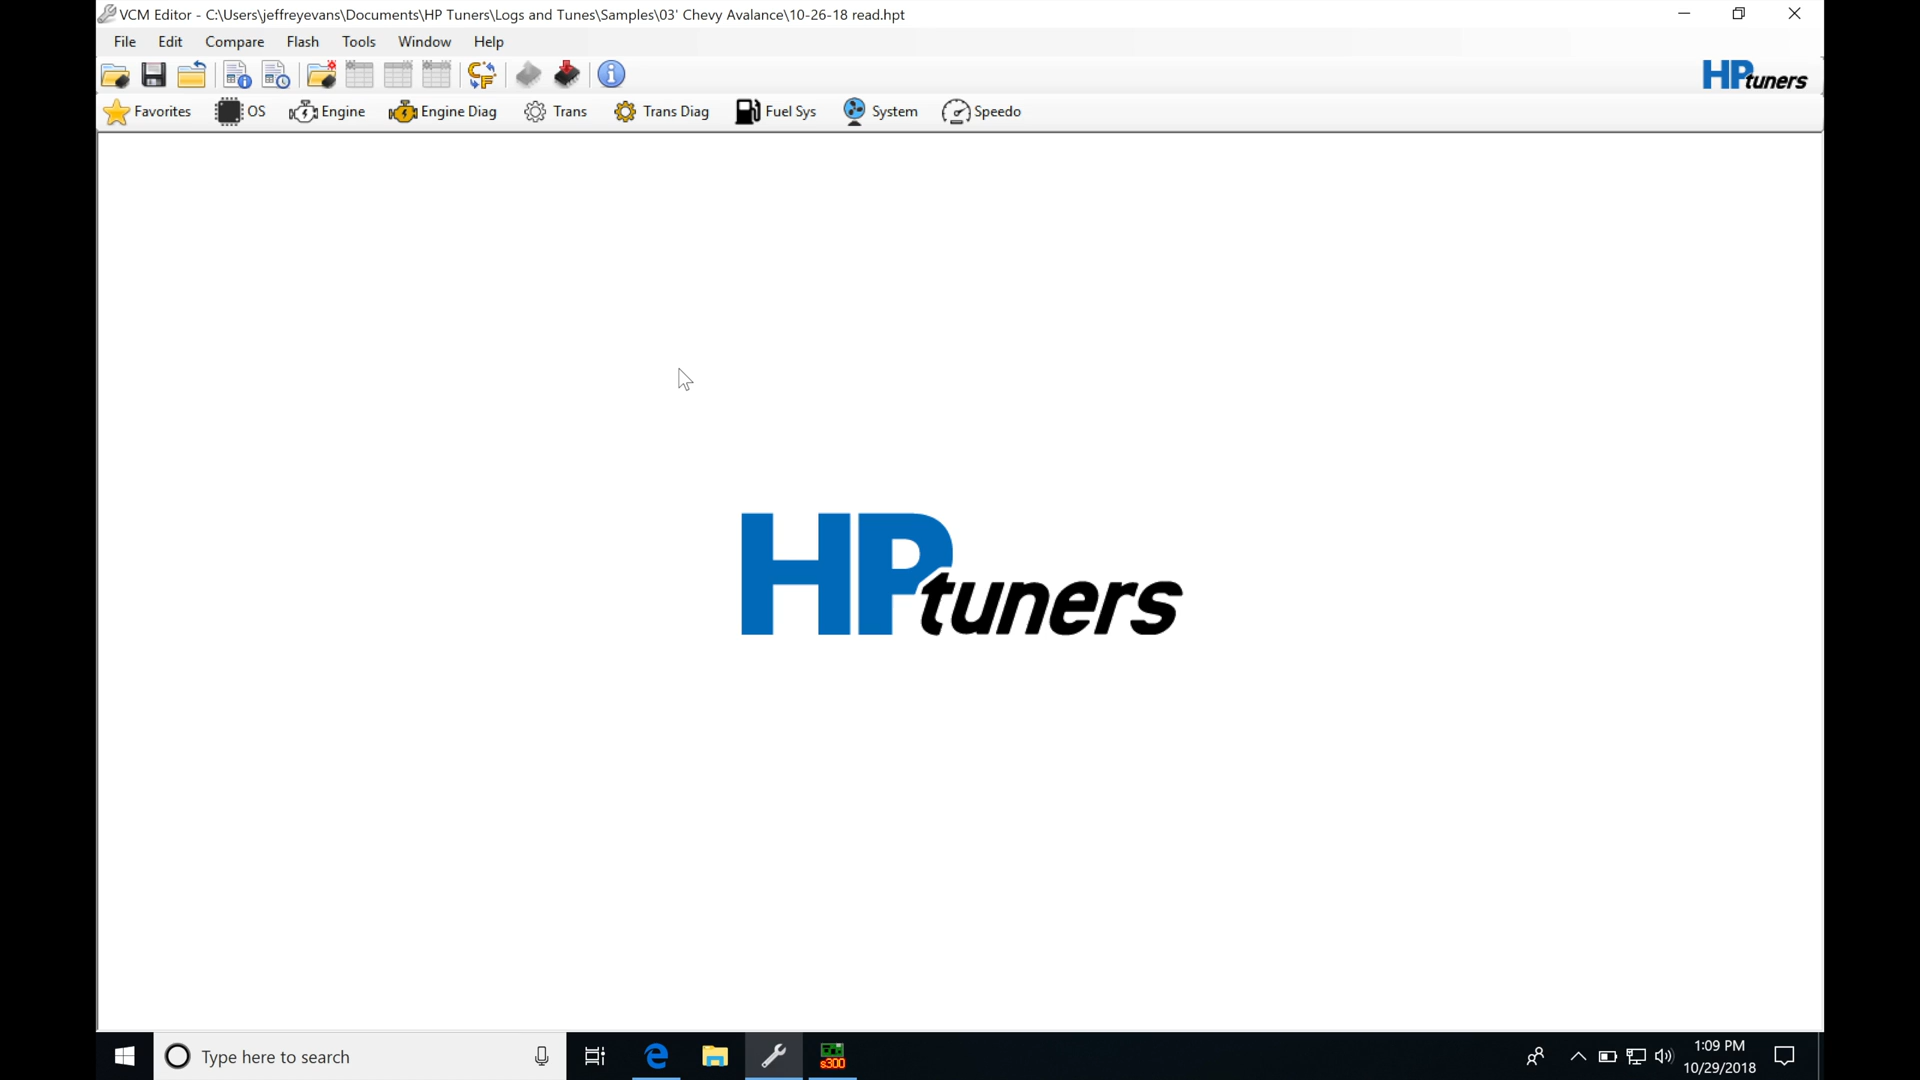 VCM Editor - C:\Users\jeffreyevans\Documents\HP Tuners\Logs and Tunes\Samples\03' Chevy Avalance\10-26-18 read.hpt
File Edit Compare Flash Tools Window Help
HPtuners
Favorites OS Engine Engine Diag Trans Trans Diag Fuel Sys System Speedo
HPtuners
Type here to search
s300
1:09 PM
10/29/2018